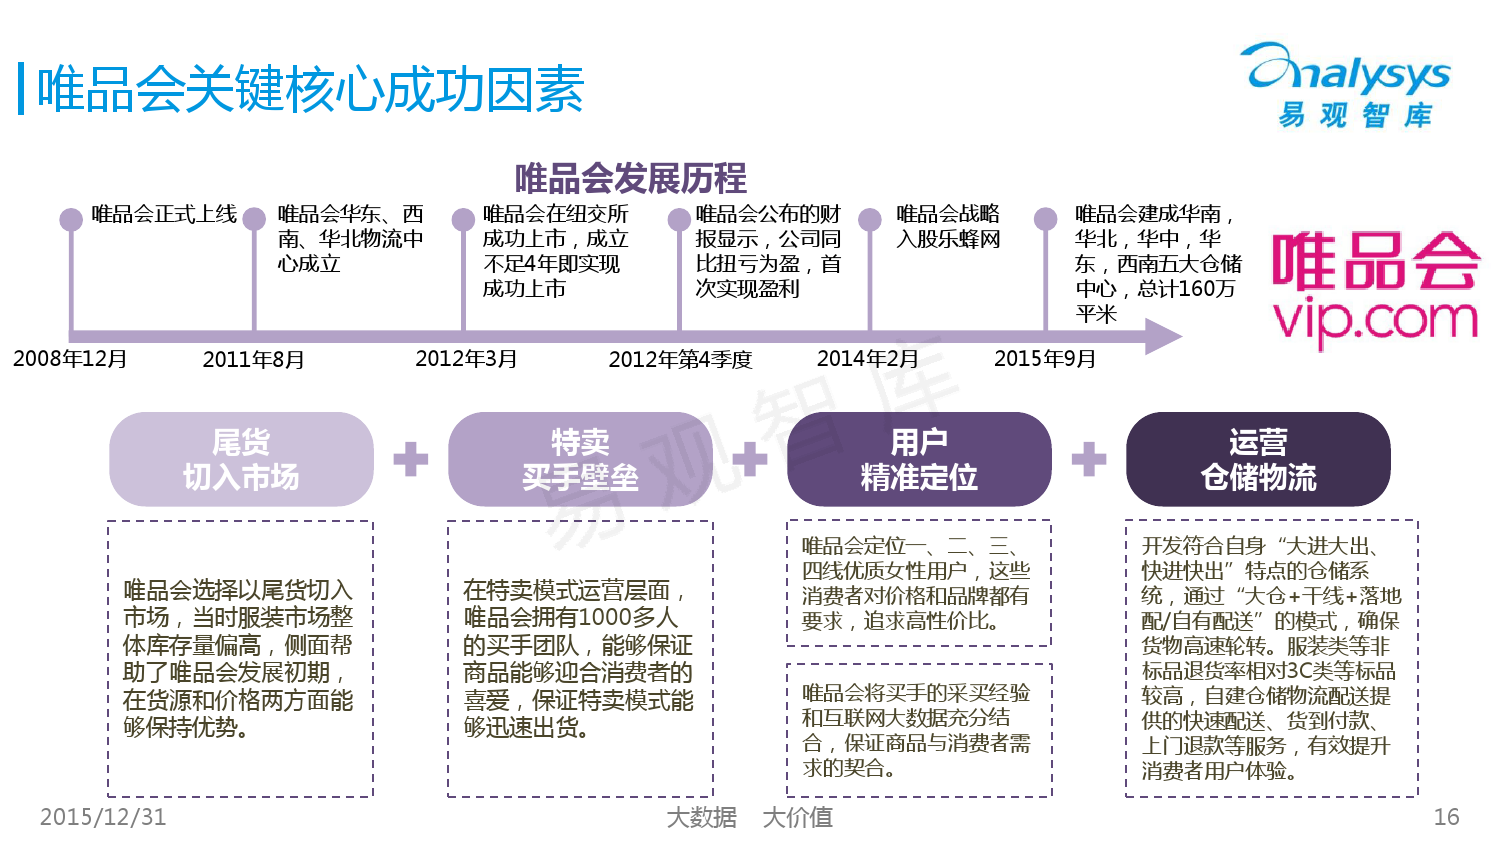 唯品会关键核心成功因素
analysys
易观智库
唯品会发展历程
唯品会正式上线
唯品会华东、西
南、华北物流中
心成立
唯品会在纽交所
成功上市，成立
不足4年即实现
成功上市
唯品会公布的财
报显示，公司同
比扭亏为盈，首
次实现盈利
唯品会战略
入股乐蜂网
唯品会建成华南，
华北，华中，华
东，西南五大仓储
中心，总计160万
平米
唯品会
vip.com
2008年12月
2011年8月
2012年3月
2012年第4季度
2014年2月
2015年9月
易观智库
尾货
切入市场
特卖
买手壁垒
用户
精准定位
运营
仓储物流
唯品会选择以尾货切入
市场，当时服装市场整
体库存量偏高，侧面帮
助了唯品会发展初期，
在货源和价格两方面能
够保持优势。
在特卖模式运营层面，
唯品会拥有1000多人
的买手团队，能够保证
商品能够迎合消费者的
喜爱，保证特卖模式能
够迅速出货。
唯品会定位一、二、三、
四线优质女性用户，这些
消费者对价格和品牌都有
要求，追求高性价比。
唯品会将买手的采买经验
和互联网大数据充分结
合，保证商品与消费者需
求的契合。
开发符合自身“大进大出、
快进快出”特点的仓储系
统，通过“大仓+干线+落地
配/自有配送”的模式，确保
货物高速轮转。服装类等非
标品退货率相对3C类等标品
较高，自建仓储物流配送提
供的快速配送、货到付款、
上门退款等服务，有效提升
消费者用户体验。
2015/12/31
大数据 大价值
16